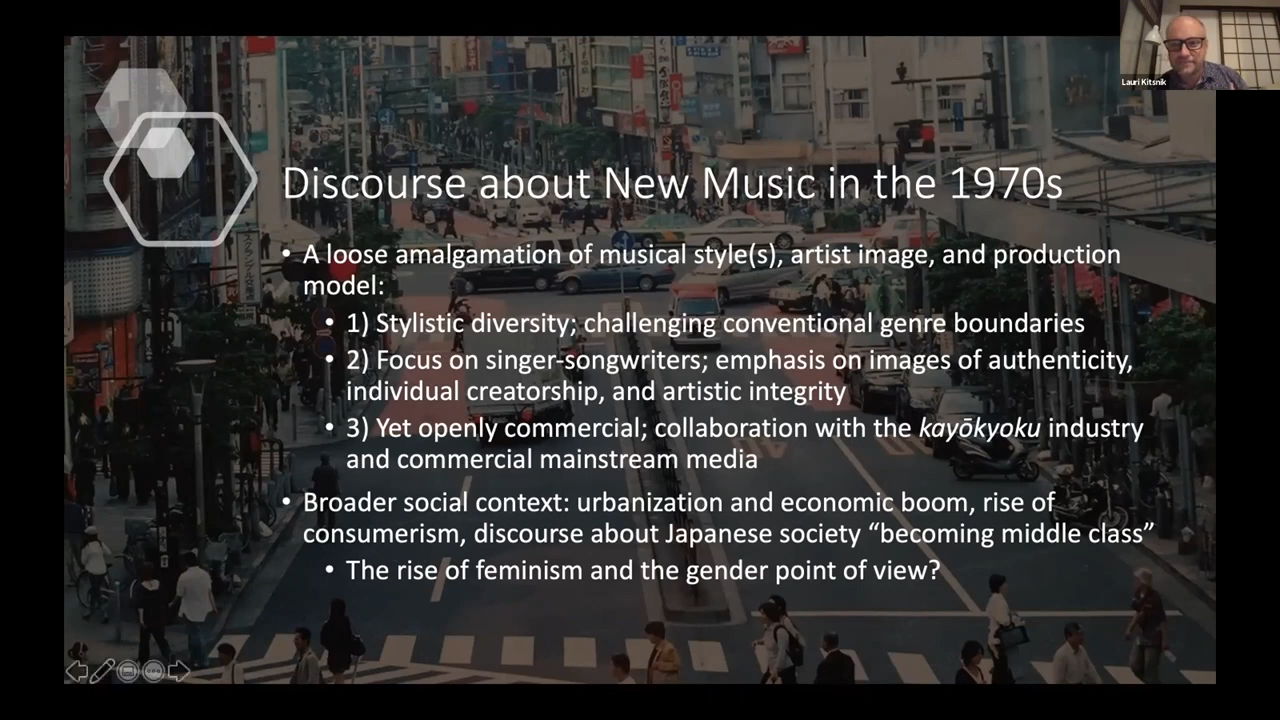 Lauri Kitsnik
Discourse about New Music in the 1970s
• A loose amalgamation of musical style(s), artist image, and production
model:
• 1) Stylistic diversity; challenging conventional genre boundaries
• 2) Focus on singer-songwriters; emphasis on images of authenticity,
individual creatorship, and artistic integrity
• 3) Yet openly commercial; collaboration with the kayōkyoku industry
and commercial mainstream media
• Broader social context: urbanization and economic boom, rise of
consumerism, discourse about Japanese society “becoming middle class”
• The rise of feminism and the gender point of view?